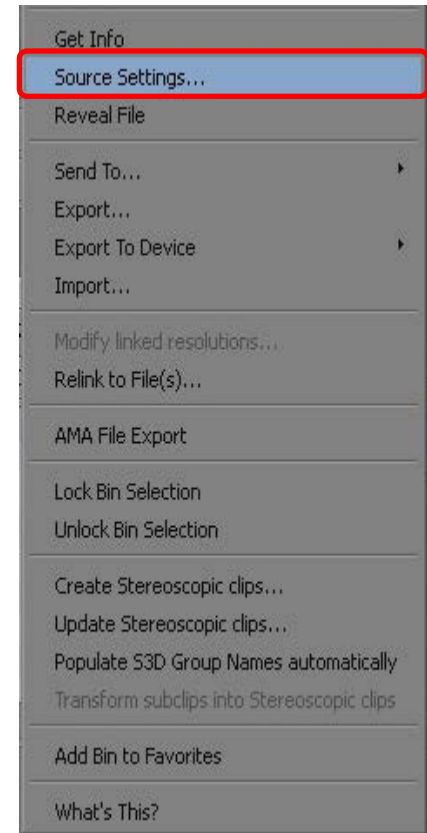 Get Info
Source Settings...
Reveal File
Send To...
Export...
Export To Device
Import...
Modify linked resolutions...
Relink to File(s)...
AMA File Export
Lock Bin Selection
Unlock Bin Selection
Create Stereoscopic clips...
Update Stereoscopic clips...
Populate S3D Group Names automatically
Transform subclips into Stereoscopic clips
Add Bin to Favorites
What's This?